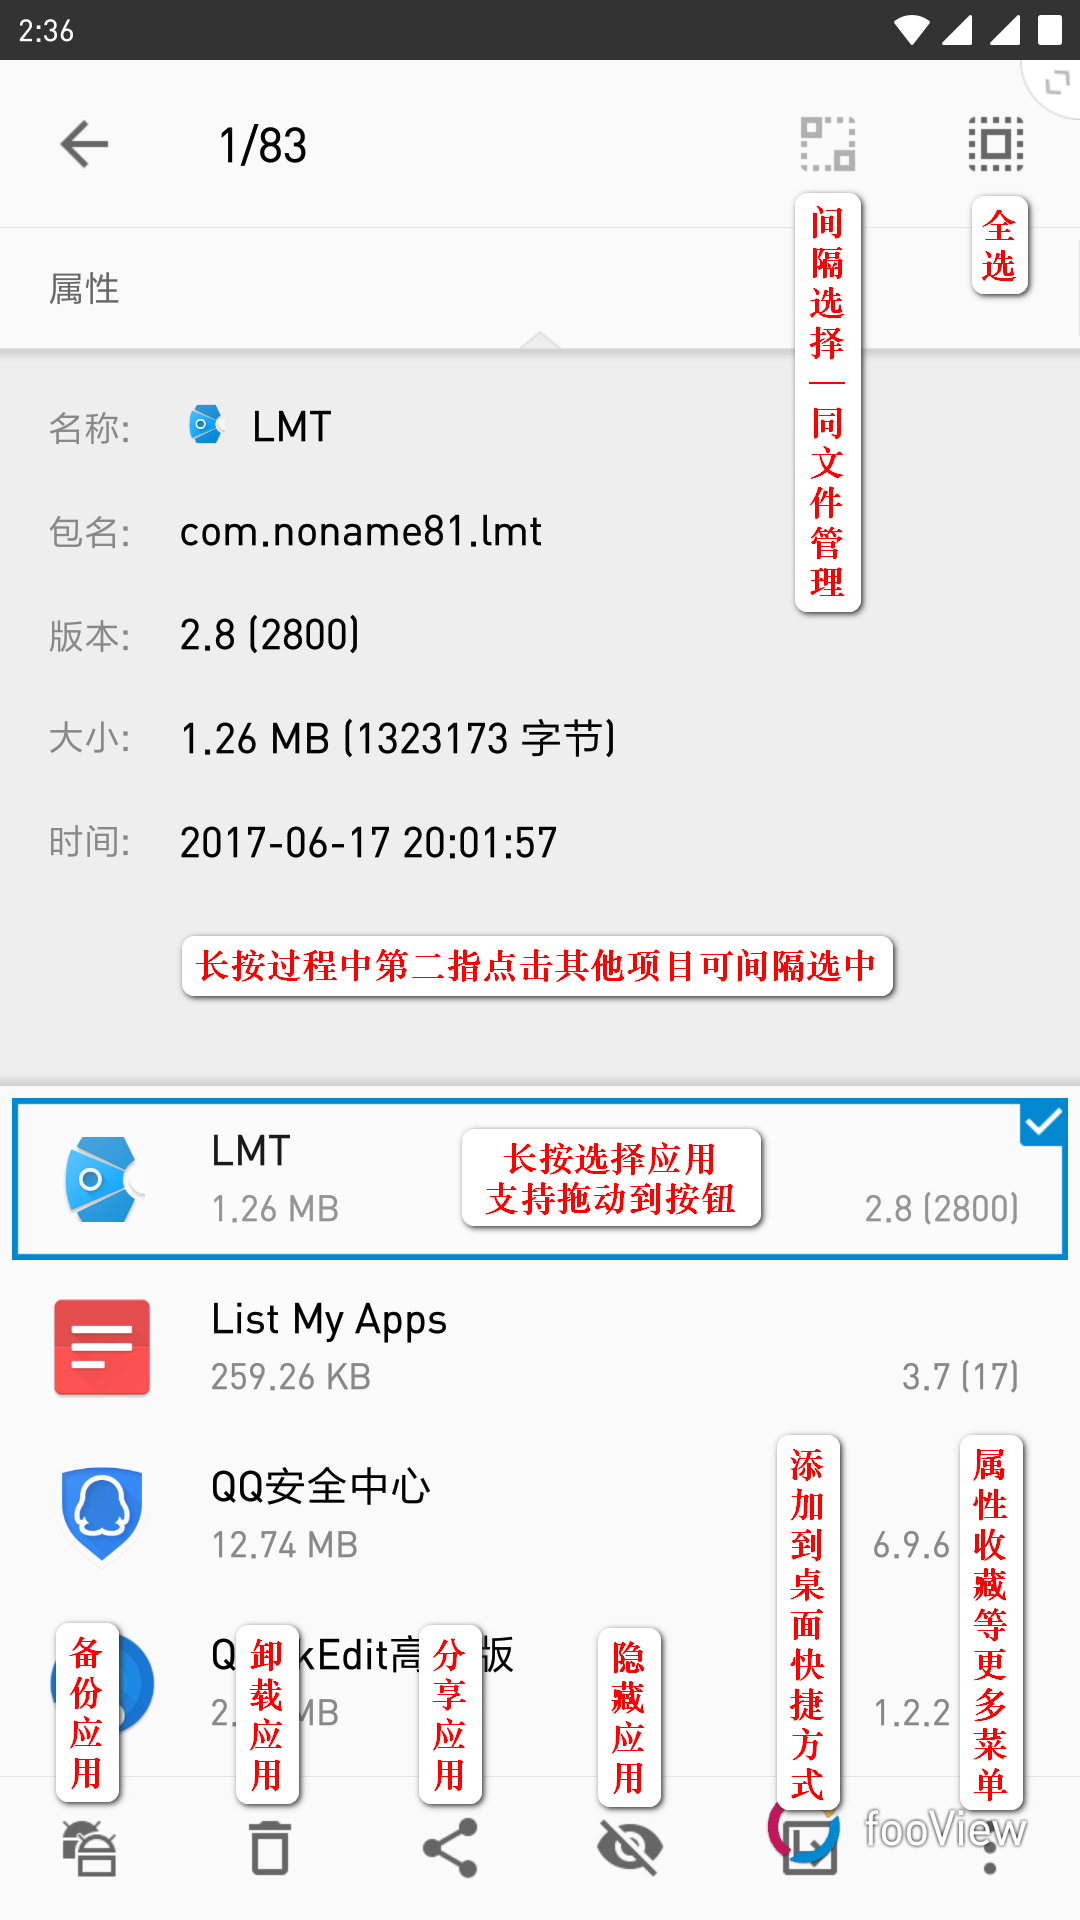 2:36
1/83
间隔选择—同文件管理
全选
属性
名称: LMT
包名: com.noname81.lmt
版本: 2.8 (2800)
大小: 1.26 MB (1323173 字节)
时间: 2017-06-17 20:01:57
长按过程中第二指点击其他项目可间隔选中
LMT
1.26 MB
长按选择应用
支持拖动到按钮
2.8 (2800)
List My Apps
259.26 KB
3.7 (17)
QQ安全中心
12.74 MB
6.9.6
1.2.2
备份应用
卸载应用
分享应用
隐藏应用
添加到桌面快捷方式
属性收藏等更多菜单
fooView